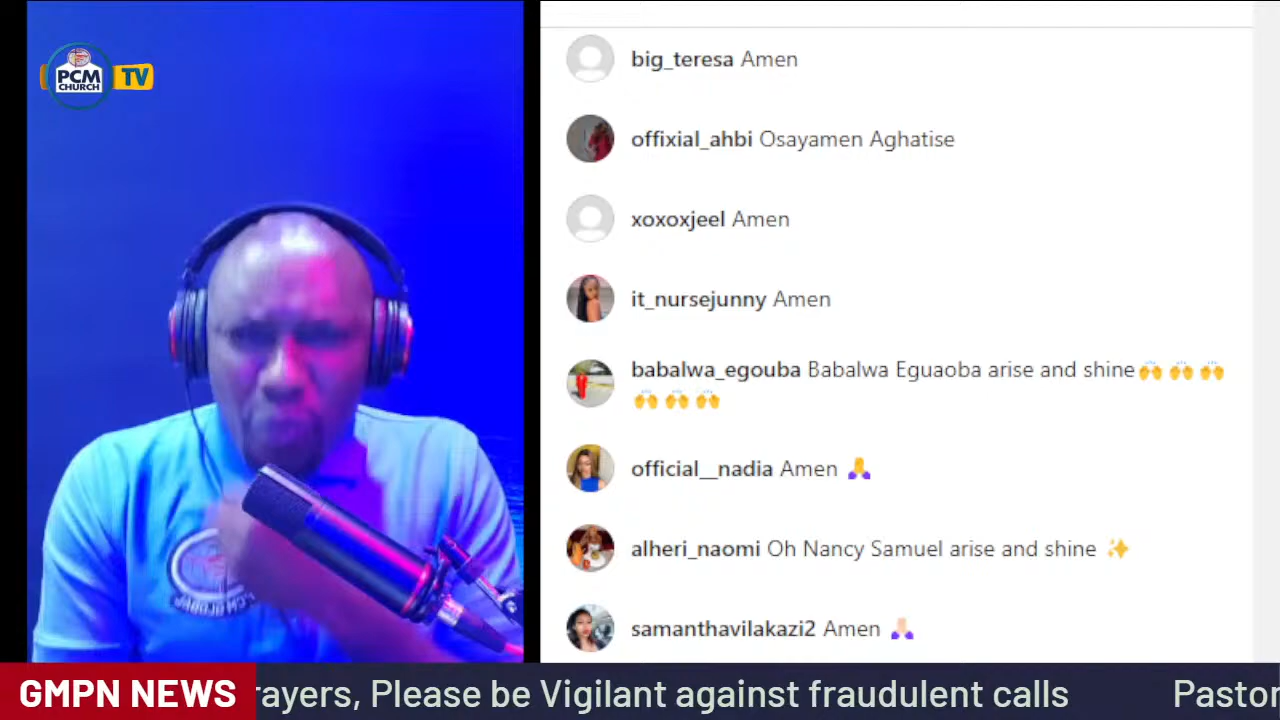 PCM
CHURCH
TV
big_teresa Amen
offixial_ahbi Osayamen Aghatise
xoxoxjeel Amen
it_nursejunny Amen
babalwa_egouba Babalwa Eguaoba arise and shine🙌 🙌 🙌
🙌 🙌 🙌
official__nadia Amen 🙏
alheri_naomi Oh Nancy Samuel arise and shine ✨
samanthavilakazi2 Amen 🙏🏻
GMPN NEWS rayers, Please be Vigilant against fraudulent calls Pastor